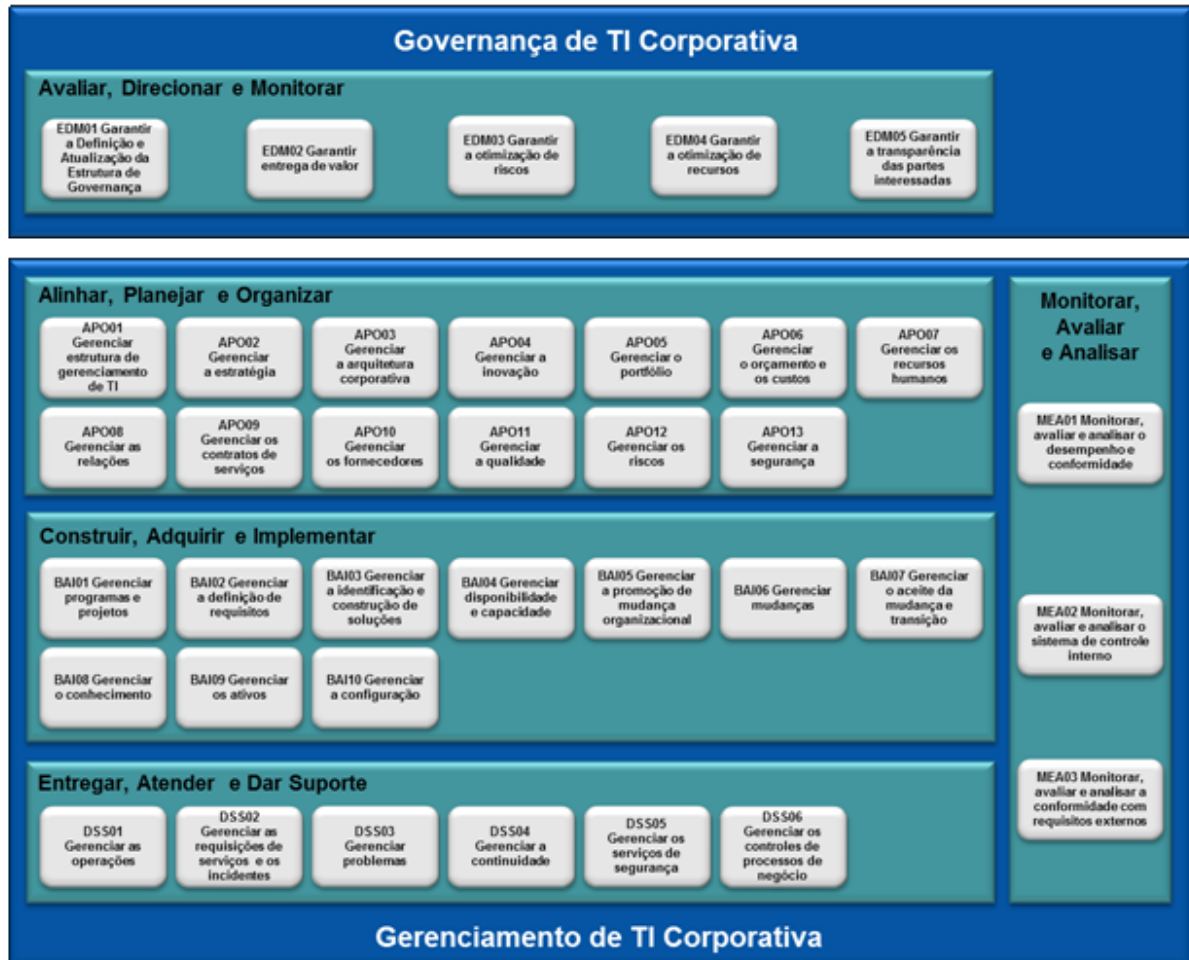 Governança de TI Corporativa
Avaliar, Direcionar e Monitorar
EDM01 Garantir
a Definição e
Atualização da
Estrutura de
Governança
EDM02 Garantir
entrega de valor
EDM03 Garantir
a otimização de
riscos
EDM04 Garantir
a otimização de
recursos
EDM05 Garantir
a transparência
das partes
interessadas
Alinhar, Planejar e Organizar
APO01
Gerenciar
estrutura de
gerenciamento
de TI
APO02
Gerenciar
a estratégia
APO03
Gerenciar
a arquitetura
corporativa
APO04
Gerenciar a
inovação
APO05
Gerenciar o
portfólio
APO06
Gerenciar
o orçamento e
os custos
APO07
Gerenciar os
recursos
humanos
APO08
Gerenciar as
relações
APO09
Gerenciar os
contratos de
serviços
APO10
Gerenciar
os fornecedores
APO11
Gerenciar
a qualidade
APO12
Gerenciar os
riscos
APO13
Gerenciar a
segurança
Construir, Adquirir e Implementar
BAI01 Gerenciar
programas e
projetos
BAI02 Gerenciar
a definição de
requisitos
BAI03 Gerenciar
a identificação e
construção de
soluções
BAI04 Gerenciar
disponibilidade
e capacidade
BAI05 Gerenciar
a promoção de
mudança
organizacional
BAI06 Gerenciar
mudanças
BAI07 Gerenciar
o aceite da
mudança e
transição
BAI08 Gerenciar
o conhecimento
BAI09 Gerenciar
os ativos
BAI10 Gerenciar
a configuração
Entregar, Atender e Dar Suporte
DSS01
Gerenciar as
operações
DSS02
Gerenciar as
requisições de
serviços e os
incidentes
DSS03
Gerenciar
problemas
DSS04
Gerenciar a
continuidade
DSS05
Gerenciar os
serviços de
segurança
DSS06
Gerenciar os
controles de
processos de
negócio
Monitorar,
Avaliar
e Analisar
MEA01 Monitorar,
avaliar e analisar o
desempenho e
conformidade
MEA02 Monitorar,
avaliar e analisar o
sistema de controle
interno
MEA03 Monitorar,
avaliar e analisar a
conformidade com
requisitos externos
Gerenciamento de TI Corporativa